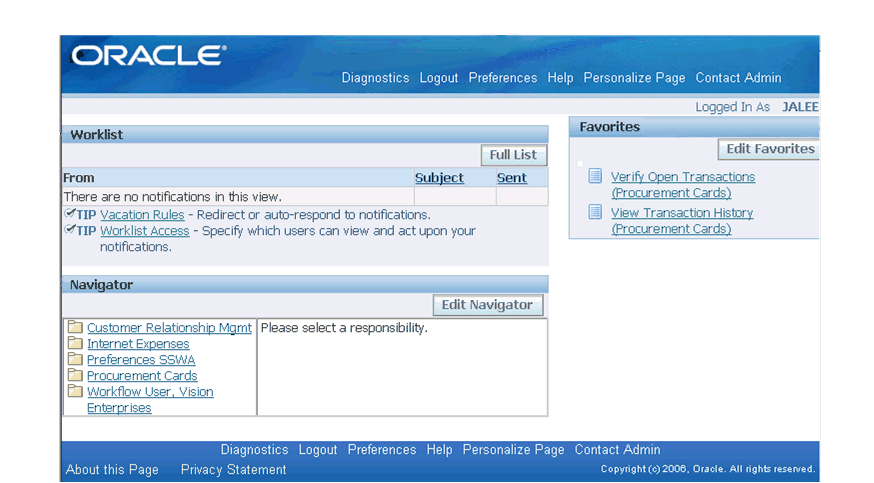 ORACLE®
Diagnostics Logout Preferences Help Personalize Page Contact Admin
Logged In As JALEE
Worklist
Full List
From Subject Sent
There are no notifications in this view.
TIP Vacation Rules - Redirect or auto-respond to notifications.
TIP Worklist Access - Specify which users can view and act upon your
notifications.
Favorites
Edit Favorites
Verify Open Transactions
(Procurement Cards)
View Transaction History
(Procurement Cards)
Navigator
Edit Navigator
Customer Relationship Mgmt
Internet Expenses
Preferences SSWA
Procurement Cards
Workflow User, Vision
Enterprises
Please select a responsibility.
Diagnostics Logout Preferences Help Personalize Page Contact Admin
About this Page Privacy Statement
Copyright (c) 2006, Oracle. All rights reserved.